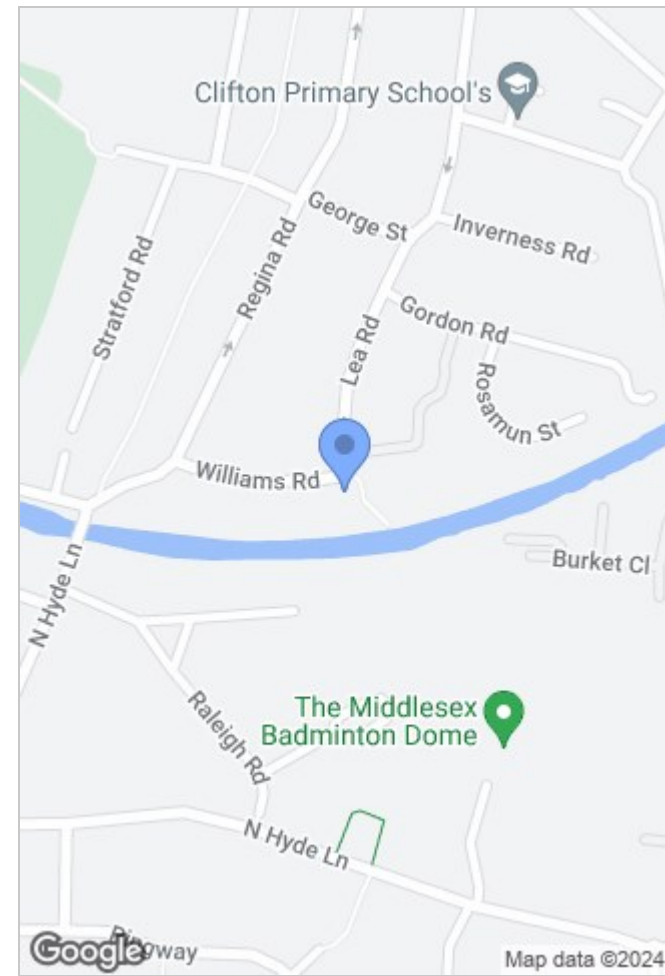 Clifton Primary School's
George St
Inverness Rd
Regina Rd
Stratford Rd
Gordon Rd
Lea Rd
Rosamun St
Williams Rd
Burket Cl
N Hyde Ln
The Middlesex
Badminton Dome
Raleigh Rd
N Hyde Ln
Ringway
Google
Map data ©2024